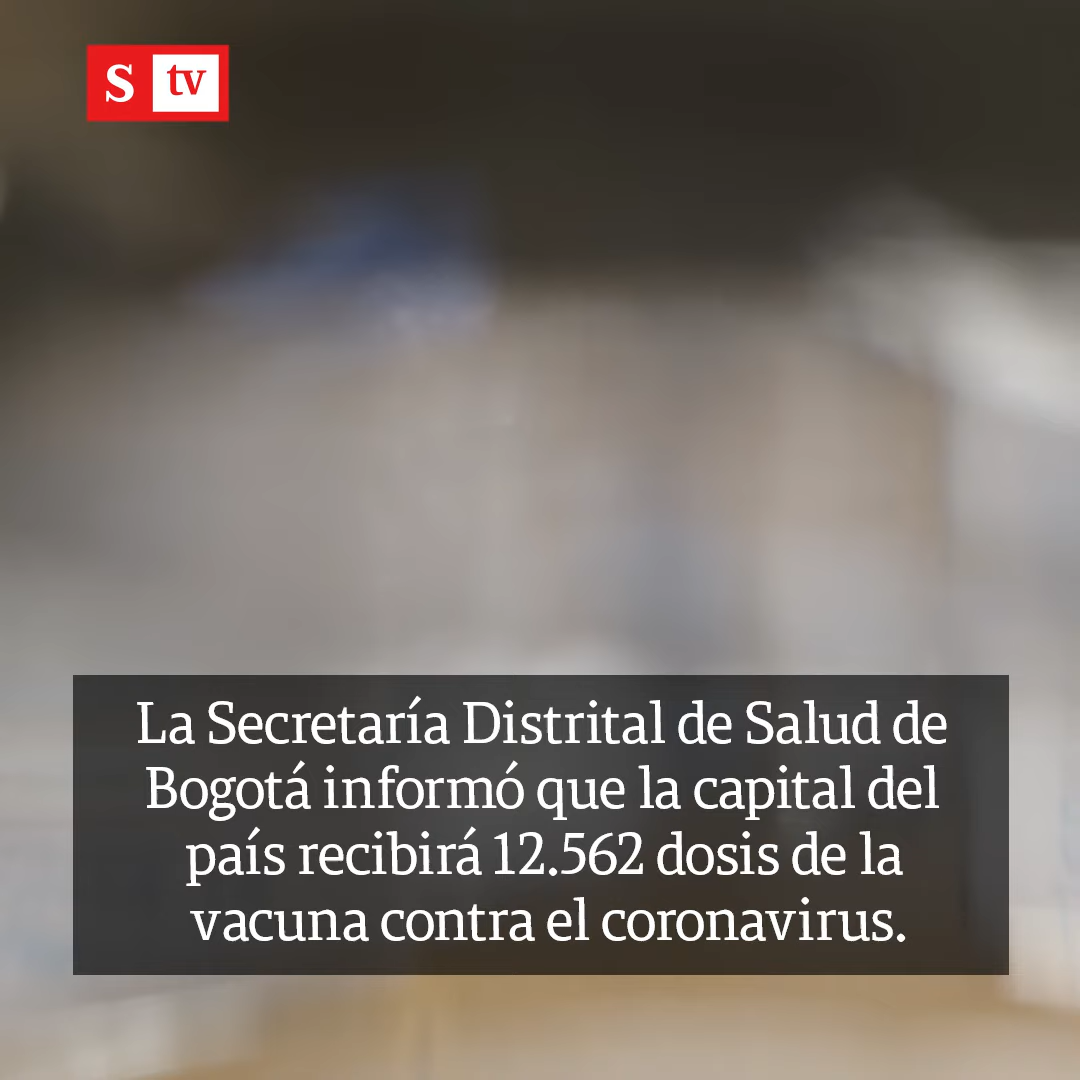 S tv
La Secretaría Distrital de Salud de
Bogotá informó que la capital del
país recibirá 12.562 dosis de la
vacuna contra el coronavirus.